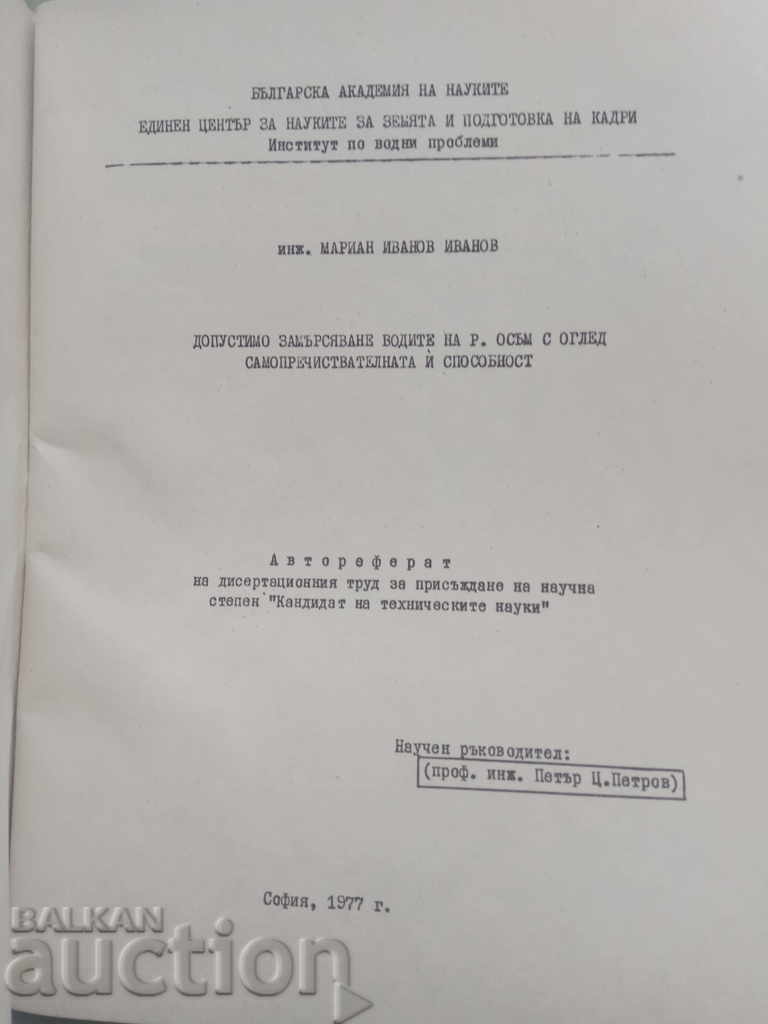 БЪЛГАРСКА АКАДЕМИЯ НА НАУКИТЕ
ЕДИНЕН ЦЕНТЪР ЗА НАУКИТЕ ЗА ЗЕМЯТА И ПОДГОТОВКА НА КАДРИ
Институт по водни проблеми
инж. МАРИАН ИВАНОВ ИВАНОВ
ДОПУСТИМО ЗАМЪРСЯВАНЕ ВОДИТЕ НА Р. ОСЪМ С ОГЛЕД
САМОПРЕЧИСТВАТЕЛНАТА Ѝ СПОСОБНОСТ
Автореферат
на дисертационния труд за присъждане на научна
степен "Кандидат на техническите науки"
Научен ръководител:
(проф. инж. Петър Ц.Петров)
София, 1977 г.
BALKAN
auction